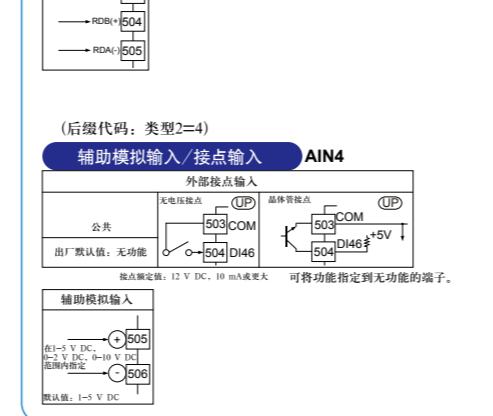 RDB(+) 504
RDA(-) 505
(后缀代码：类型2=4)
辅助模拟输入/接点输入 AIN4
外部接点输入
无电压接点 UP 晶体管接点 UP
公共 503 COM 503 COM
+5V
出厂默认值：无功能 504 DI46 504 DI46
接点额定值：12 V DC, 10 mA或更大 可将功能指定到无功能的端子。
辅助模拟输入
+ 505
在1-5 V DC,
0-2 V DC, 0-10 V DC
范围内指定
- 506
默认值：1-5 V DC